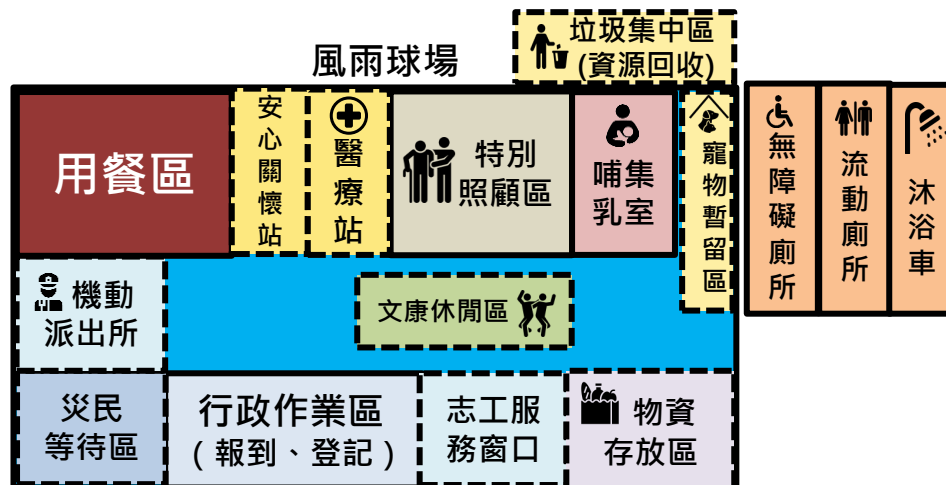 風雨球場
垃圾集中區
(資源回收)
用餐區
安心關懷站
醫療站
特別
照顧區
哺集
乳室
寵物暫留區
無障礙廁所
流動廁所
沐浴車
機動
派出所
文康休閒區
災民
等待區
行政作業區
(報到、登記)
志工服
務窗口
物資
存放區